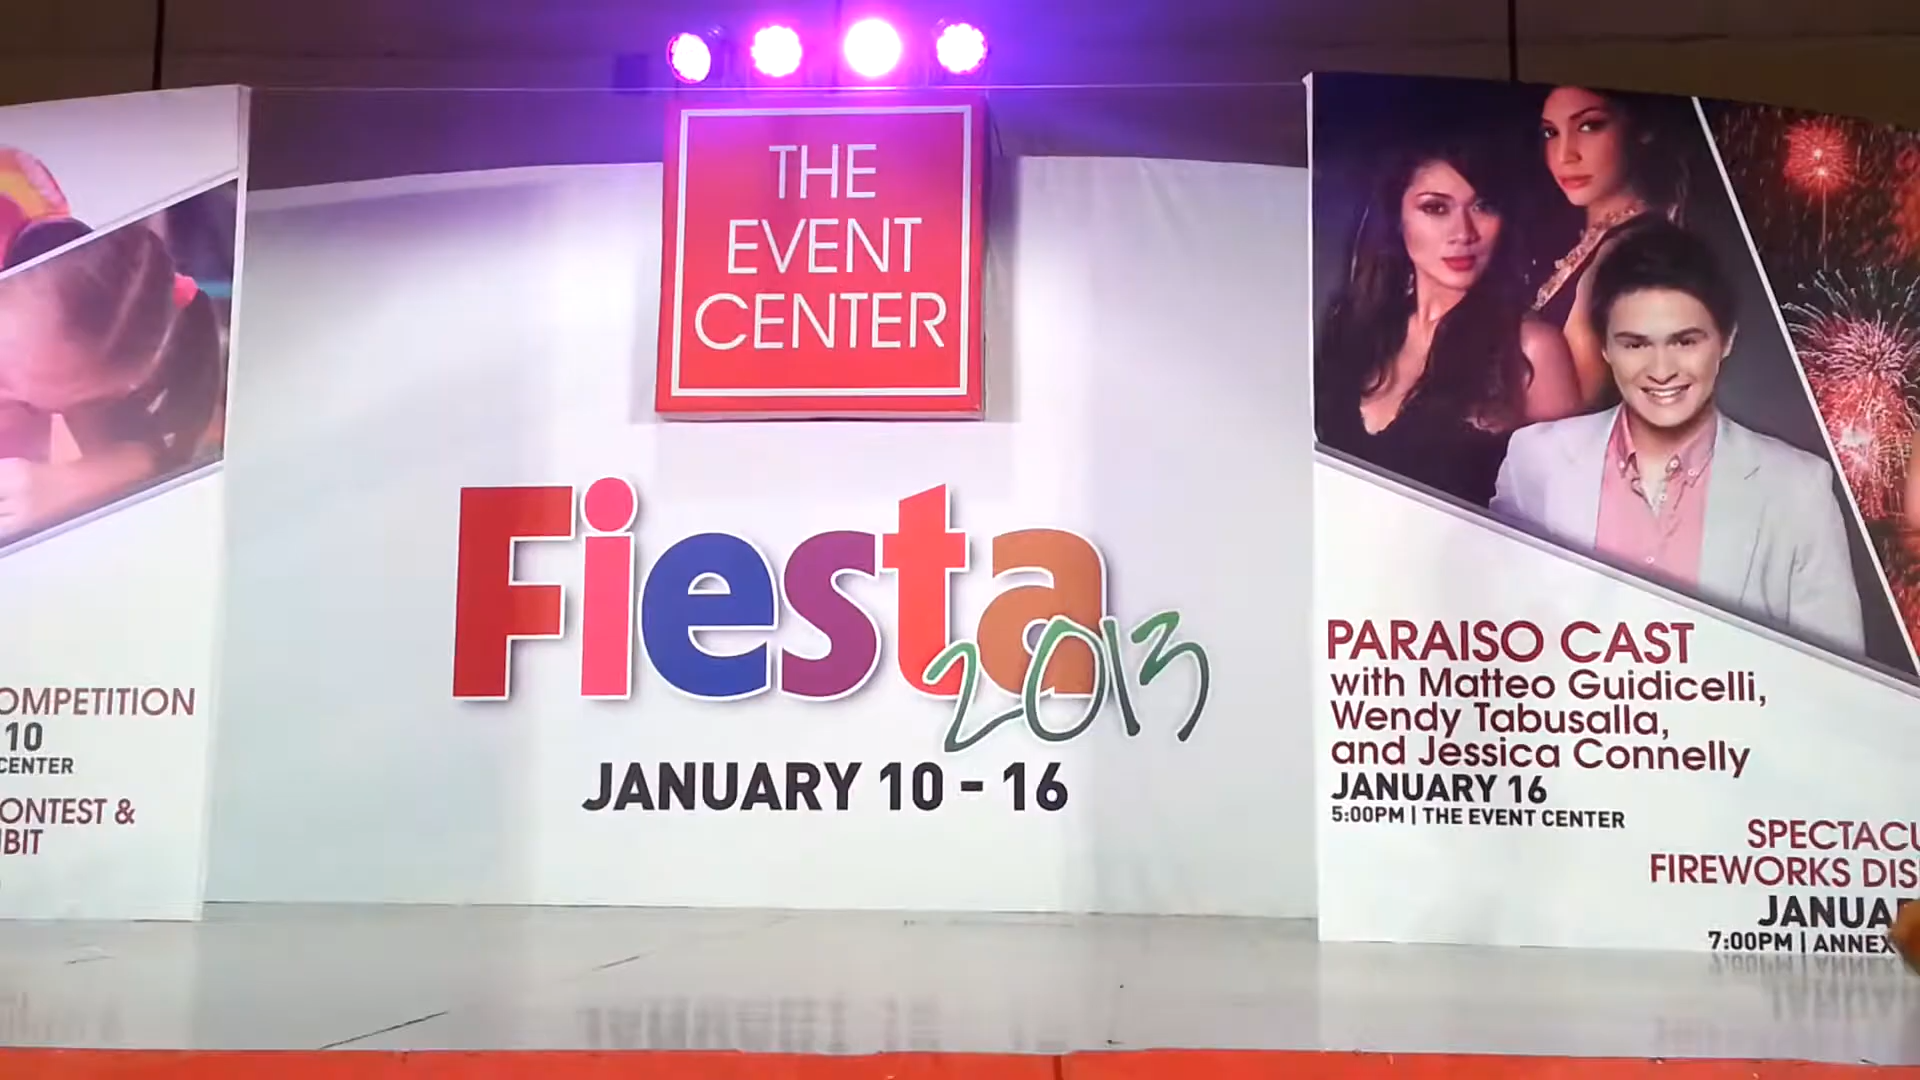 THE
EVENT
CENTER
Fiesta
2013
JANUARY 10 - 16
OMPETITION
10
CENTER
ONTEST &
IBIT
PARAISO CAST
with Matteo Guidicelli,
Wendy Tabusalla,
and Jessica Connelly
JANUARY 16
5:00PM | THE EVENT CENTER
SPECTACU
FIREWORKS DIS
JANUA
7:00PM | ANNEX